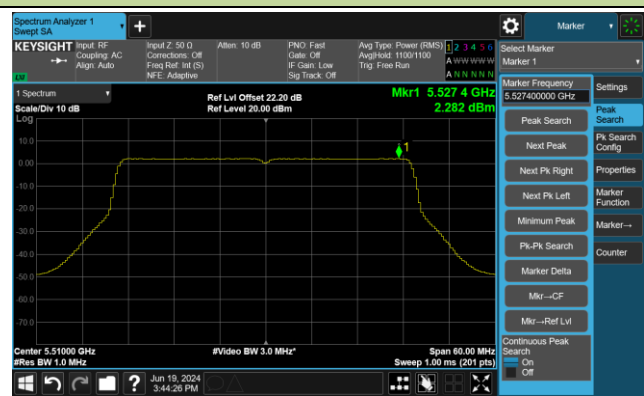 Spectrum Analyzer 1
Swept SA
Marker
KEYSIGHT
Input: RF
Coupling: AC
Align: Auto
Input Z: 50 Ω
Corrections: Off
Freq Ref: Int (S)
NFE: Adaptive
Atten: 10 dB
PNO: Fast
Gate: Off
IF Gain: Low
Sig Track: Off
Avg Type: Power (RMS)
Avg|Hold: 1100/1100
Trig: Free Run
1 2 3 4 5 6
A W W W W W
A N N N N N
LXI
Select Marker
Marker 1
1 Spectrum
Scale/Div 10 dB
Log
Ref Lvl Offset 22.20 dB
Ref Level 20.00 dBm
Mkr1 5.527 4 GHz
2.282 dBm
10.0
0.00
-10.0
-20.0
-30.0
-40.0
-50.0
-60.0
-70.0
1
Center 5.51000 GHz
#Res BW 1.0 MHz
#Video BW 3.0 MHz*
Span 60.00 MHz
Sweep 1.00 ms (201 pts)
Marker Frequency
5.527400000 GHz
Peak Search
Next Peak
Next Pk Right
Next Pk Left
Minimum Peak
Pk-Pk Search
Marker Delta
Mkr→CF
Mkr→Ref Lvl
Continuous Peak
Search
On
Off
Settings
Peak
Search
Pk Search
Config
Properties
Marker
Function
Marker→
Counter
Jun 19, 2024
3:44:26 PM